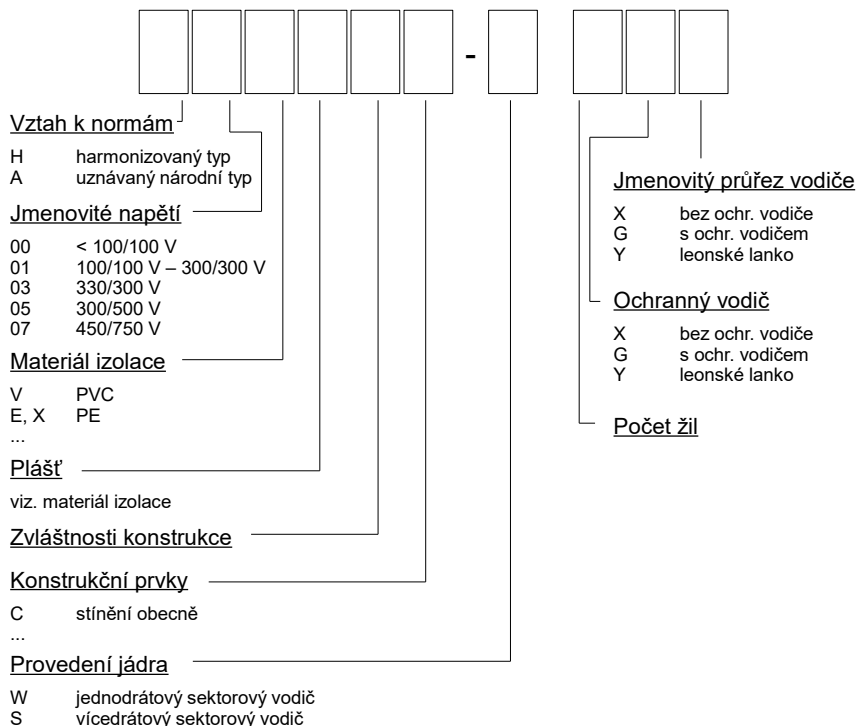 -
Vztah k normám
H harmonizovaný typ
A uznávaný národní typ
Jmenovité napětí
00 < 100/100 V
01 100/100 V – 300/300 V
03 330/300 V
05 300/500 V
07 450/750 V
Materiál izolace
V PVC
E, X PE
...
Plášť
viz. materiál izolace
Zvláštnosti konstrukce
Konstrukční prvky
C stínění obecně
...
Provedení jádra
W jednodrátový sektorový vodič
S vícedrátový sektorový vodič
Jmenovitý průřez vodiče
X bez ochr. vodiče
G s ochr. vodičem
Y leonské lanko
Ochranný vodič
X bez ochr. vodiče
G s ochr. vodičem
Y leonské lanko
Počet žil